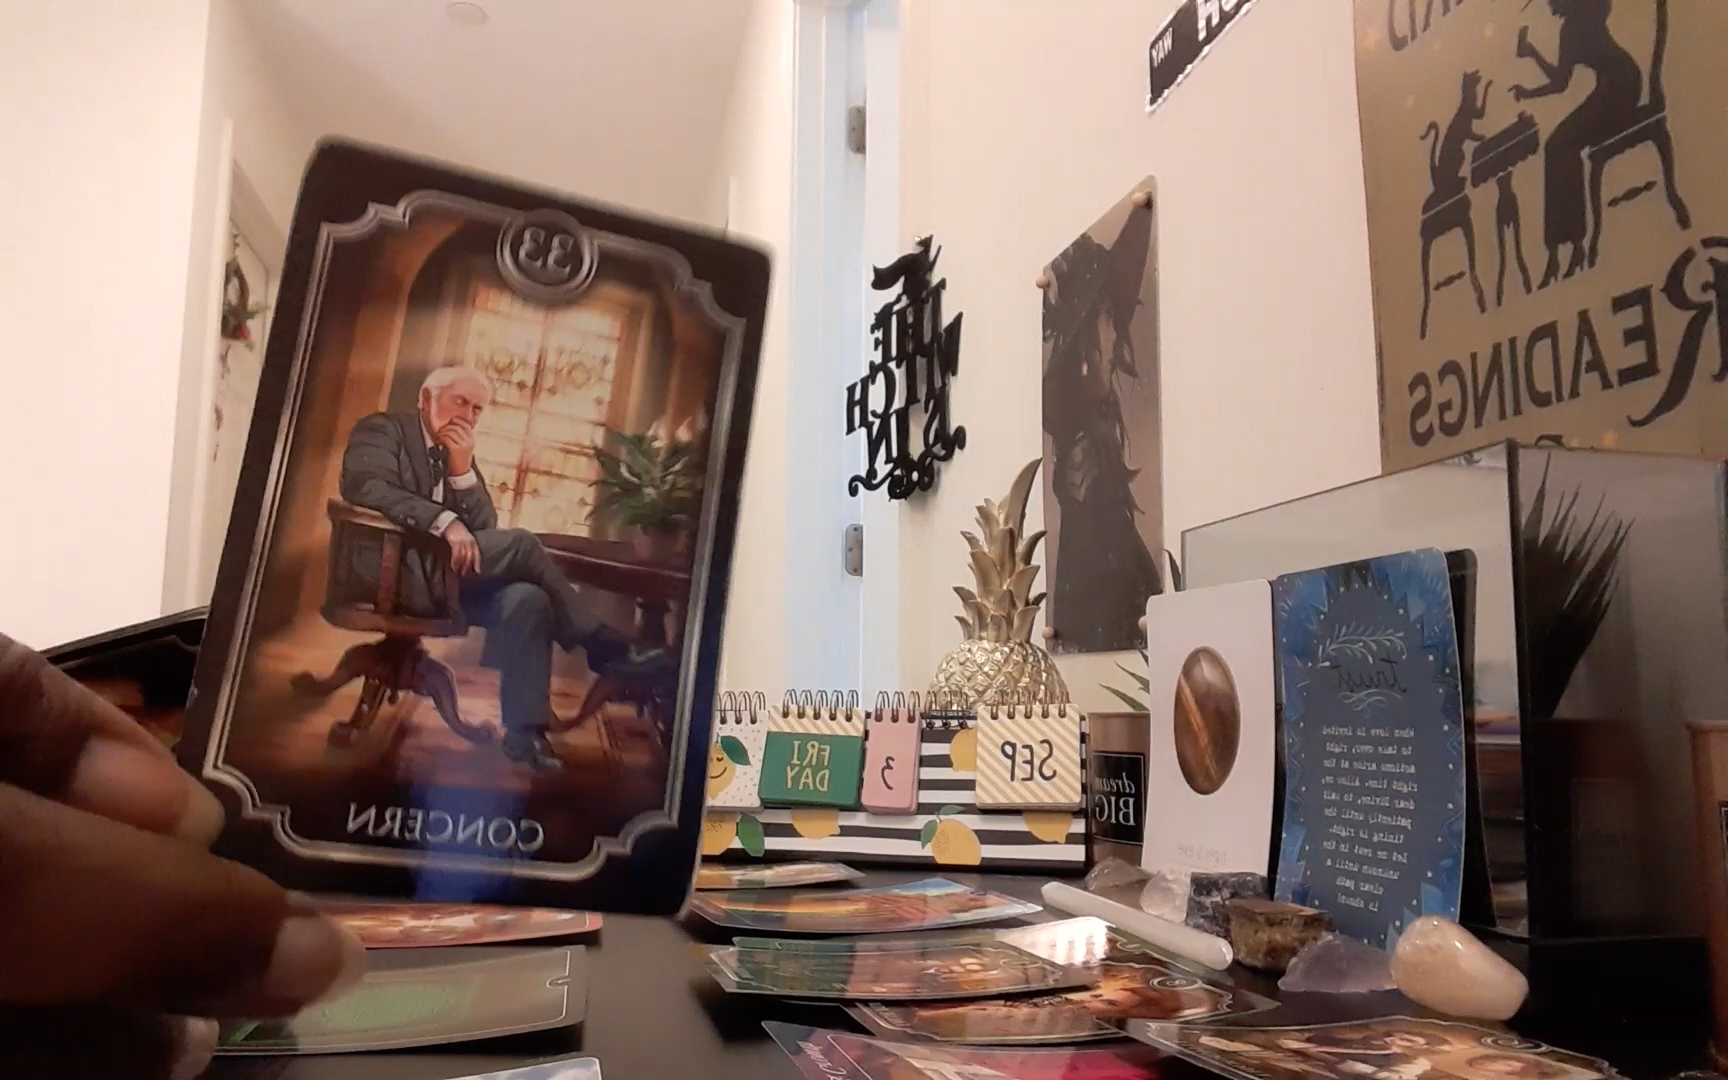 33
CONCERN
THE
WITCH
IS
IN
WAY
READINGS
FRI
DAY
3
SEP
dream
BIG
trust
When love is invited
to take over, right
actions arise at the
right time. Allow me,
dear Divine, to wait
patiently until the
timing is right.
Let me rest in the
unknown until a
clear path
is shown!